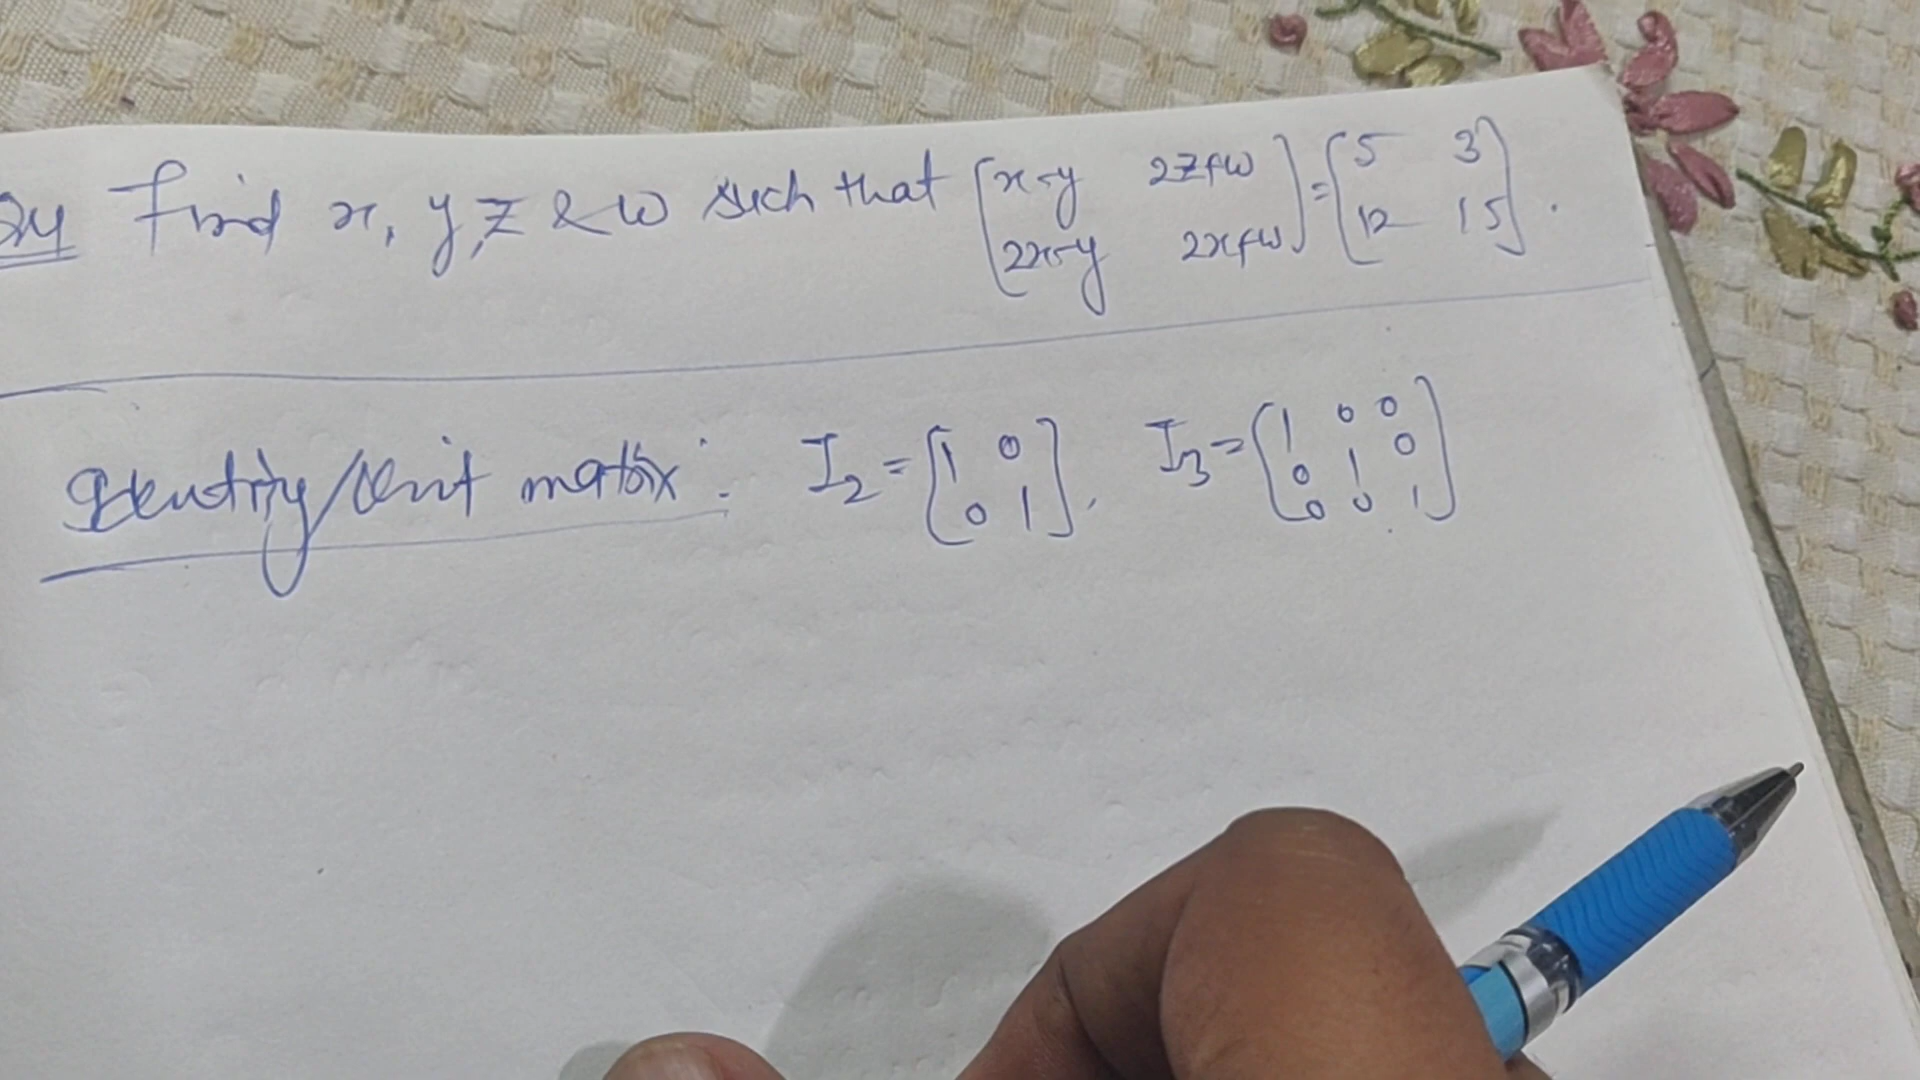 Q4 Find x, y, z & w such that [x-y 2z+w
2x-y 2x+w] = [5 3
12 15].
Identity/Unit matrix: I2 = [1 0
0 1], I3 = [1 0 0
0 1 0
0 0 1]